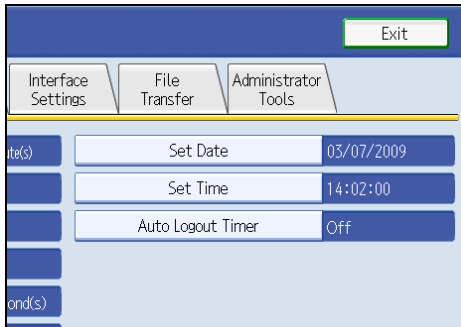 Exit
Interface Settings
File Transfer
Administrator Tools
ute(s)
Set Date 03/07/2009
Set Time 14:02:00
Auto Logout Timer Off
ond(s)